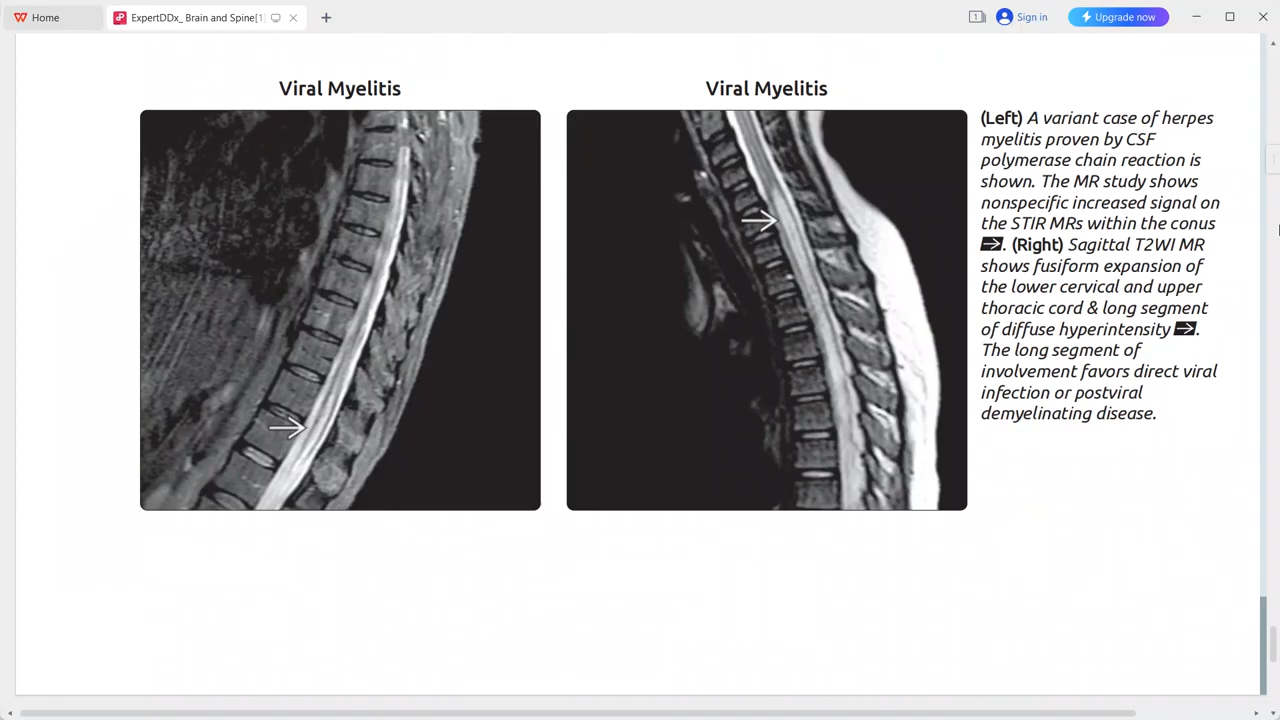 Home
ExpertDDx_ Brain and Spine[1]
1
Sign in
Upgrade now
Viral Myelitis
Viral Myelitis
(Left) A variant case of herpes
myelitis proven by CSF
polymerase chain reaction is
shown. The MR study shows
nonspecific increased signal on
the STIR MRs within the conus
➡. (Right) Sagittal T2WI MR
shows fusiform expansion of
the lower cervical and upper
thoracic cord & long segment
of diffuse hyperintensity ➡.
The long segment of
involvement favors direct viral
infection or postviral
demyelinating disease.